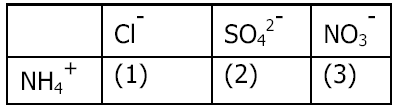 Cl⁻ SO₄²⁻ NO₃⁻
NH₄⁺ (1) (2) (3)